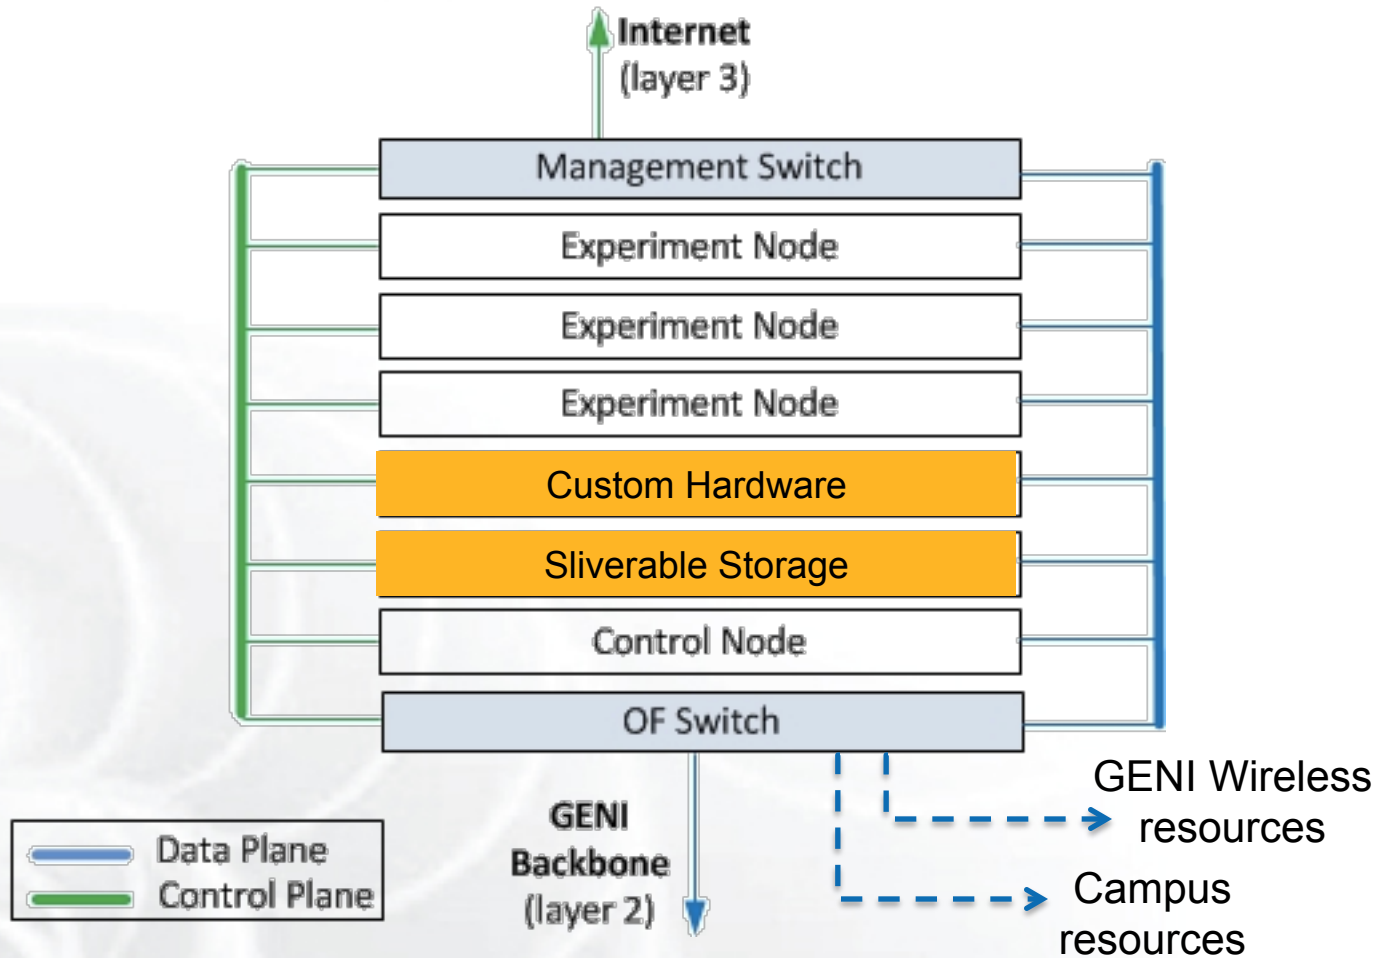 Internet
(layer 3)
Management Switch
Experiment Node
Experiment Node
Experiment Node
Custom Hardware
Sliverable Storage
Control Node
OF Switch
GENI Wireless
resources
GENI
Backbone
(layer 2)
Campus
resources
Data Plane
Control Plane